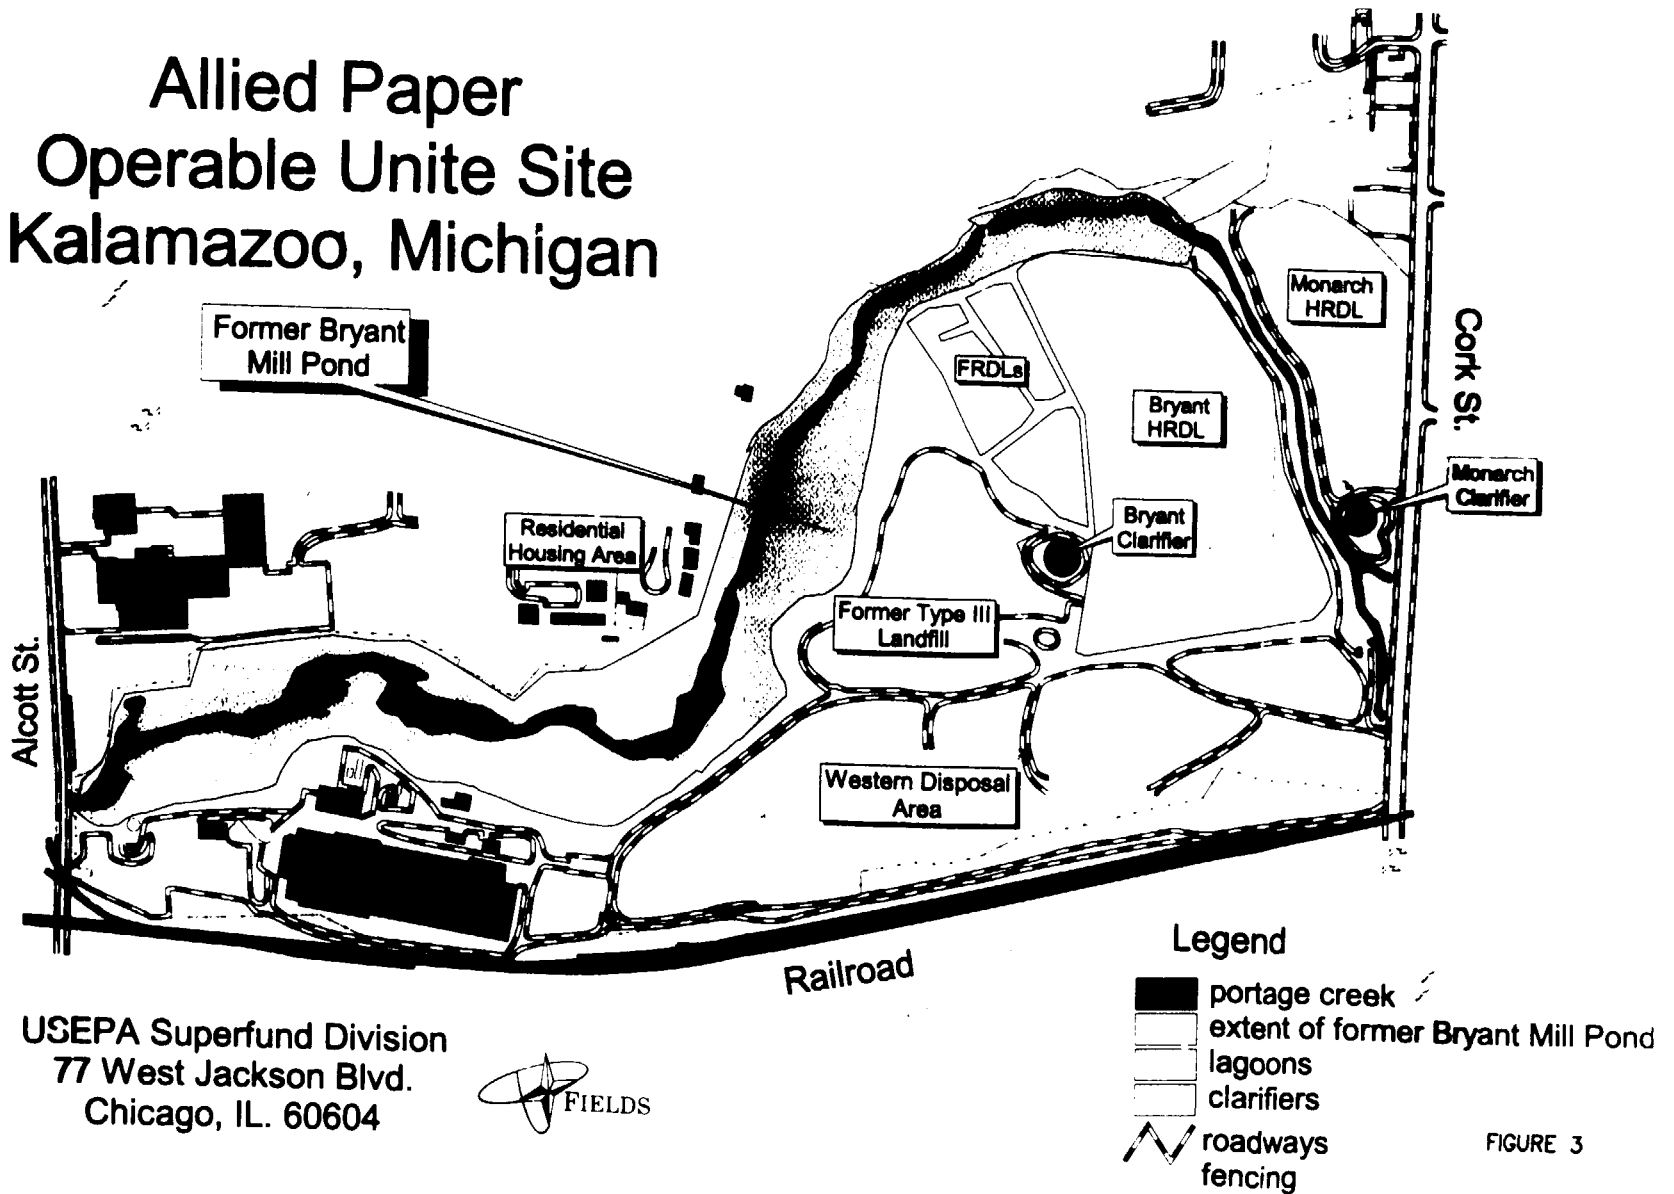 Allied Paper
Operable Unite Site
Kalamazoo, Michigan
Former Bryant
Mill Pond
Monarch
HRDL
Cork St.
FRDLs
Bryant
HRDL
Monarch
Clarifier
Bryant
Clarifier
Residential
Housing Area
Former Type III
Landfill
Alcott St.
Western Disposal
Area
Railroad
Legend
portage creek
extent of former Bryant Mill Pond
lagoons
clarifiers
roadways
fencing
USEPA Superfund Division
77 West Jackson Blvd.
Chicago, IL. 60604
FIELDS
FIGURE 3